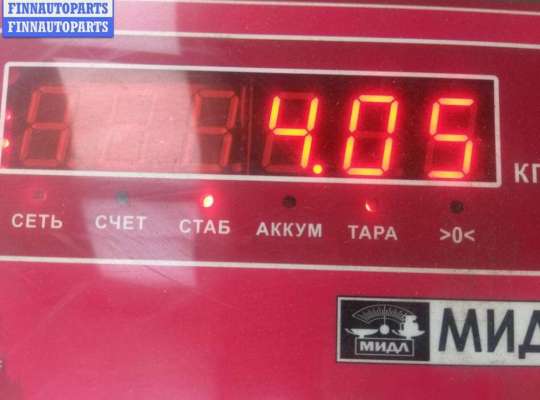 FINNAUTOPARTS
FINNAUTOPARTS
4.05
КГ
СЕТЬ СЧЕТ СТАБ АККУМ ТАРА >0<
МИДЛ МИД